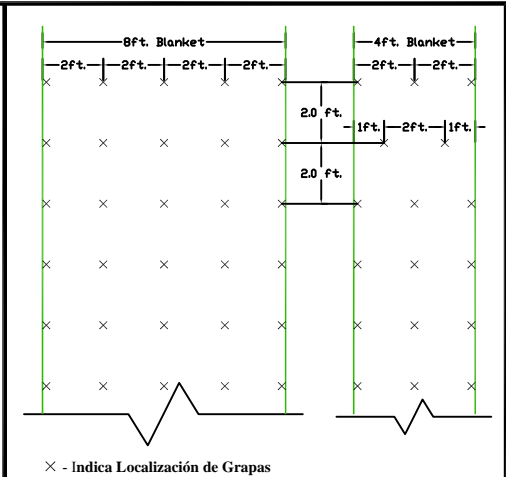 8ft. Blanket
4ft. Blanket
2ft. 2ft. 2ft. 2ft.
2ft. 2ft.
2.0 ft.
1ft. 2ft. 1ft.
2.0 ft.
× - Indica Localización de Grapas